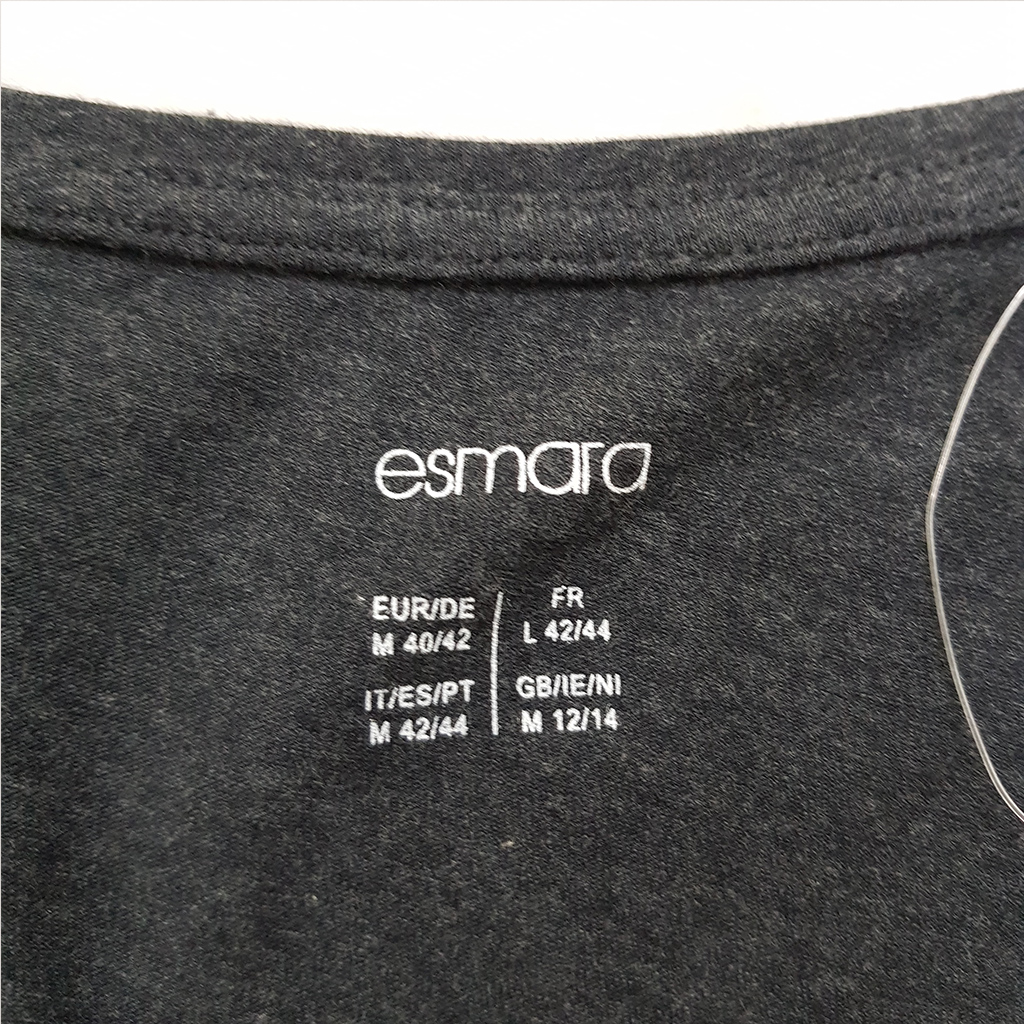 esmara
EUR/DE
M 40/42
FR
L 42/44
IT/ES/PT
M 42/44
GB/IE/NI
M 12/14